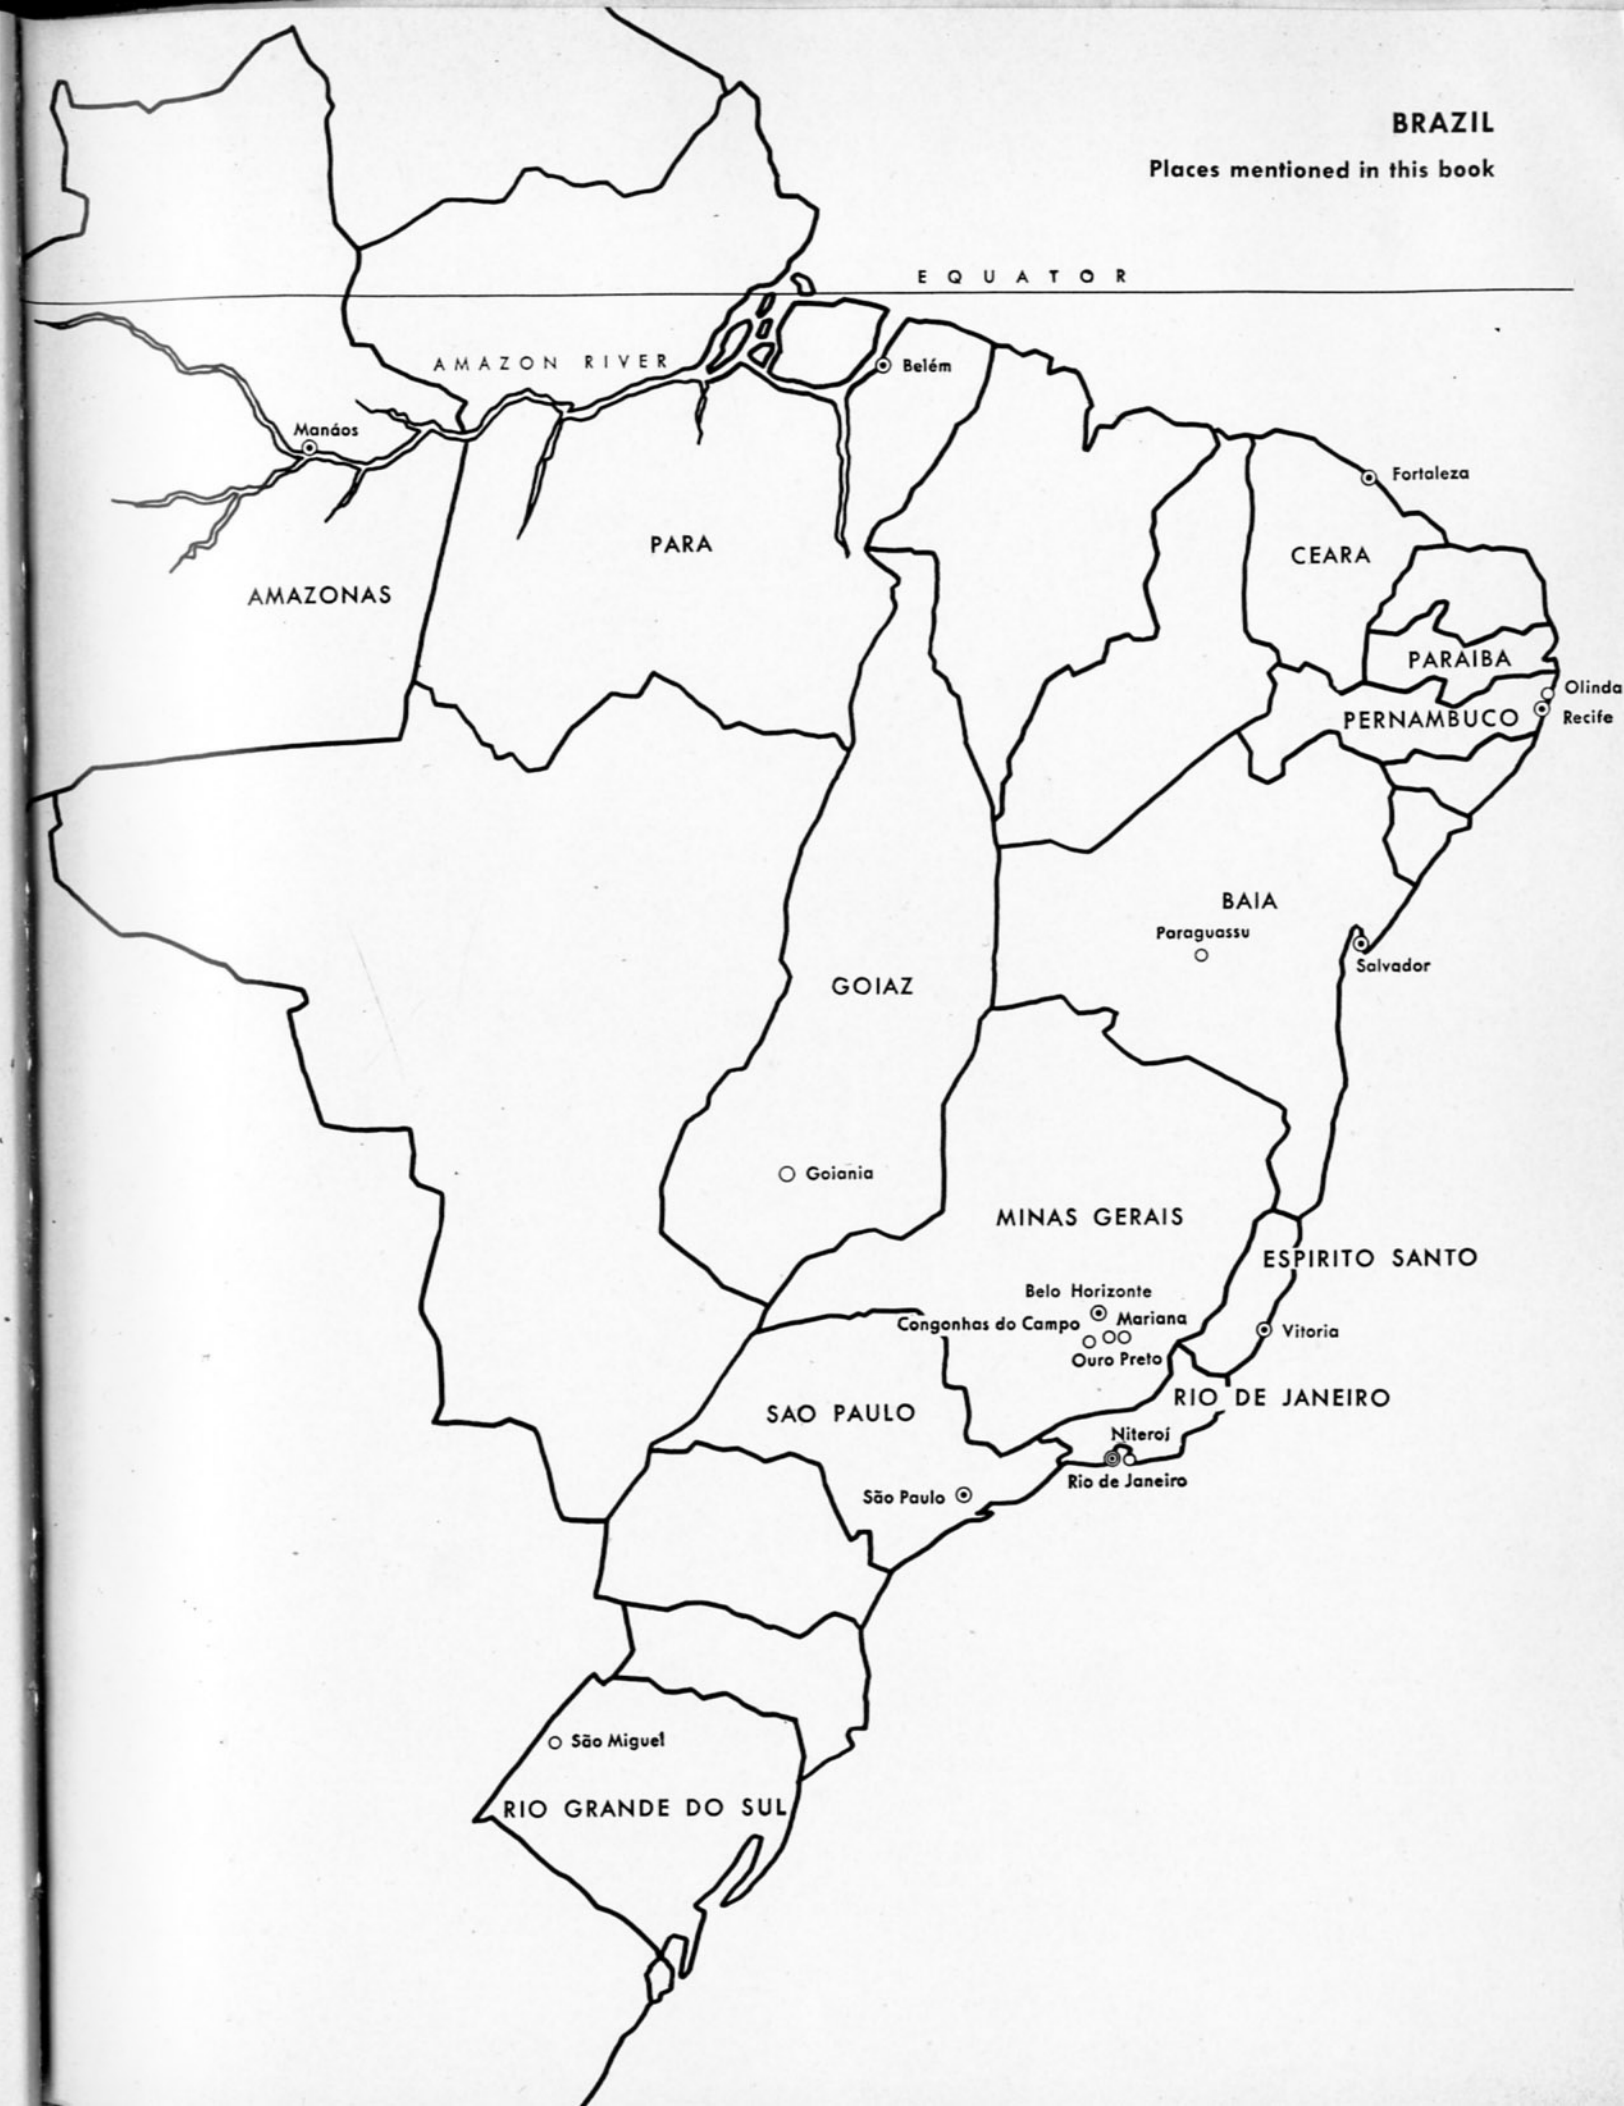 BRAZIL
Places mentioned in this book
EQUATOR
AMAZON RIVER
Belém
Manáos
Fortaleza
PARA
CEARA
AMAZONAS
PARAIBA
Olinda
PERNAMBUCO
Recife
BAIA
Paraguassu
Salvador
GOIAZ
Goiania
MINAS GERAIS
ESPIRITO SANTO
Belo Horizonte
Congonhas do Campo
Mariana
Vitoria
Ouro Preto
RIO DE JANEIRO
SAO PAULO
Niteroí
Rio de Janeiro
São Paulo
São Miguel
RIO GRANDE DO SUL